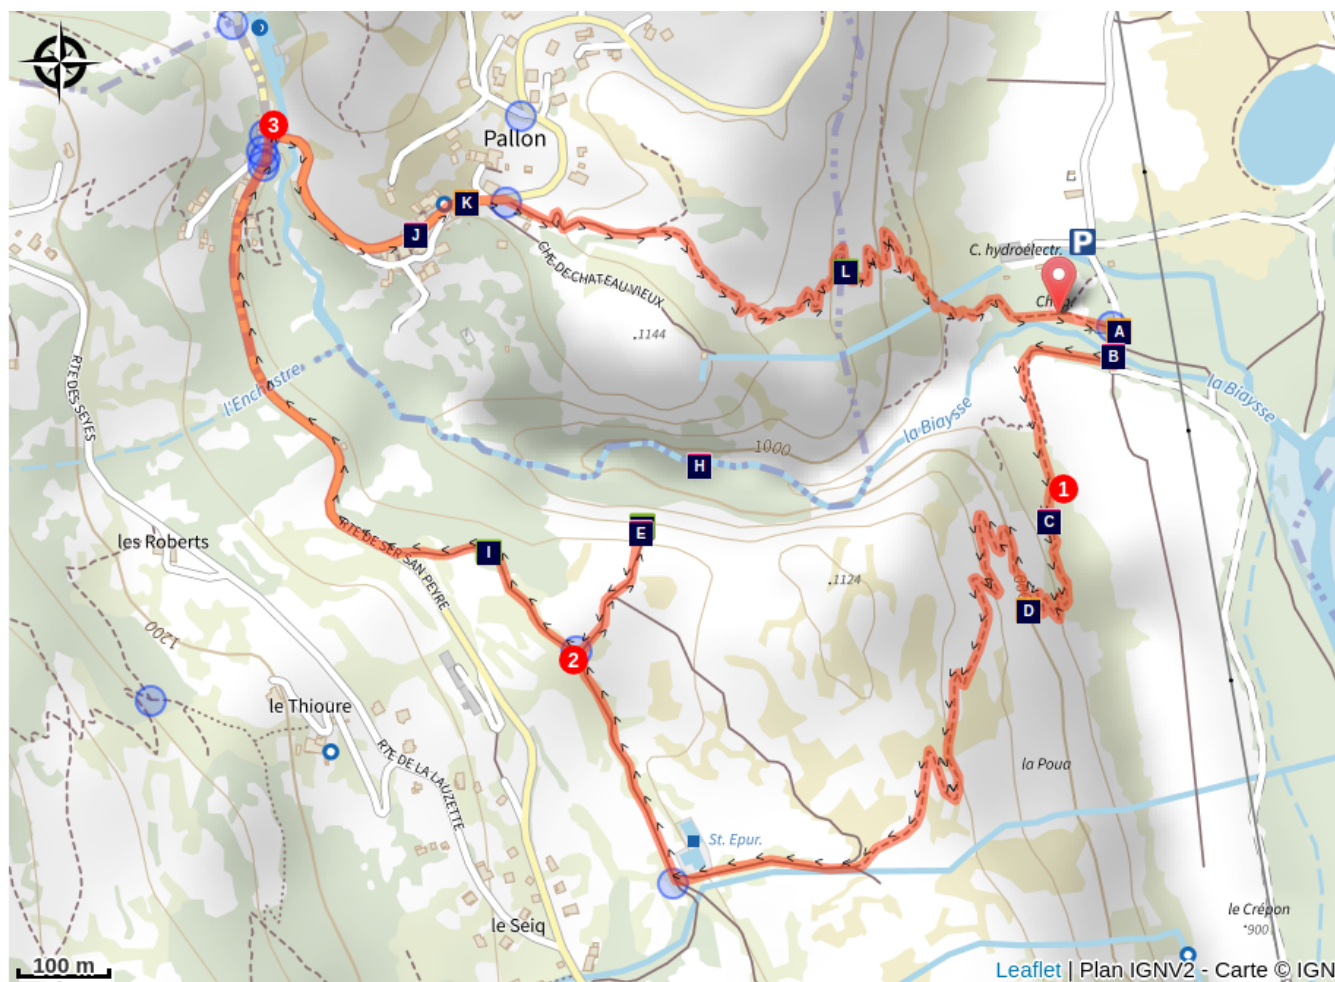 3
Pallon
K
J
CHE DE CHATEAU VIEUX
L
C. hydroélectr.
P
A
B
.1144
la Biaysse
la Biaysse
l'Enchastre
RTE DES SEYES
1000
H
1
C
E
I
les Roberts
RTE DE SER SAN PEYRE
.1124
D
1200
2
le Thioure
RTE DE LA LAUZETTE
la Poua
St. Epur.
le Seiq
le Crépon
°900
100 m
Leaflet | Plan IGNV2 - Carte © IGN